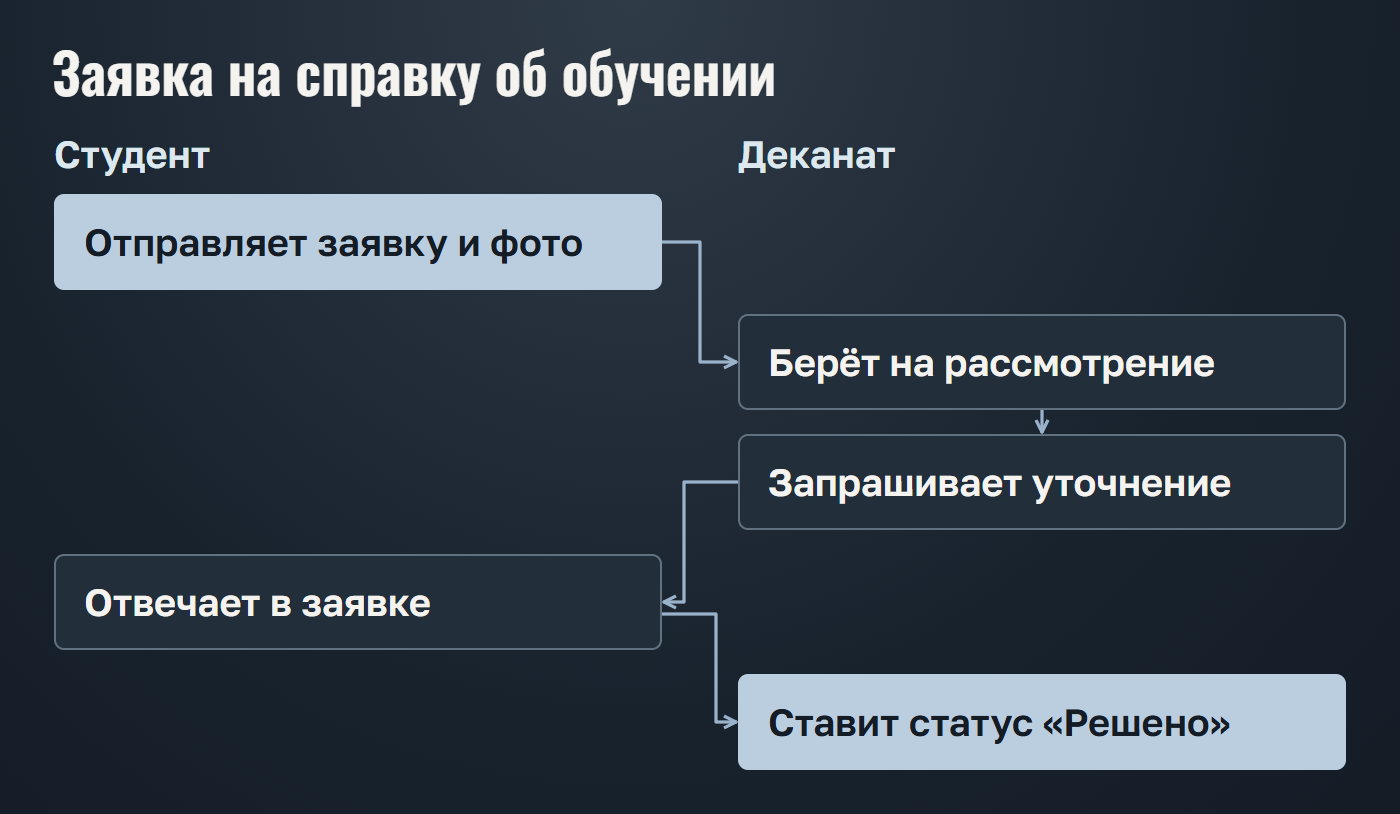 Заявка на справку об обучении
Студент
Деканат
Отправляет заявку и фото
Берёт на рассмотрение
Запрашивает уточнение
Отвечает в заявке
Ставит статус «Решено»